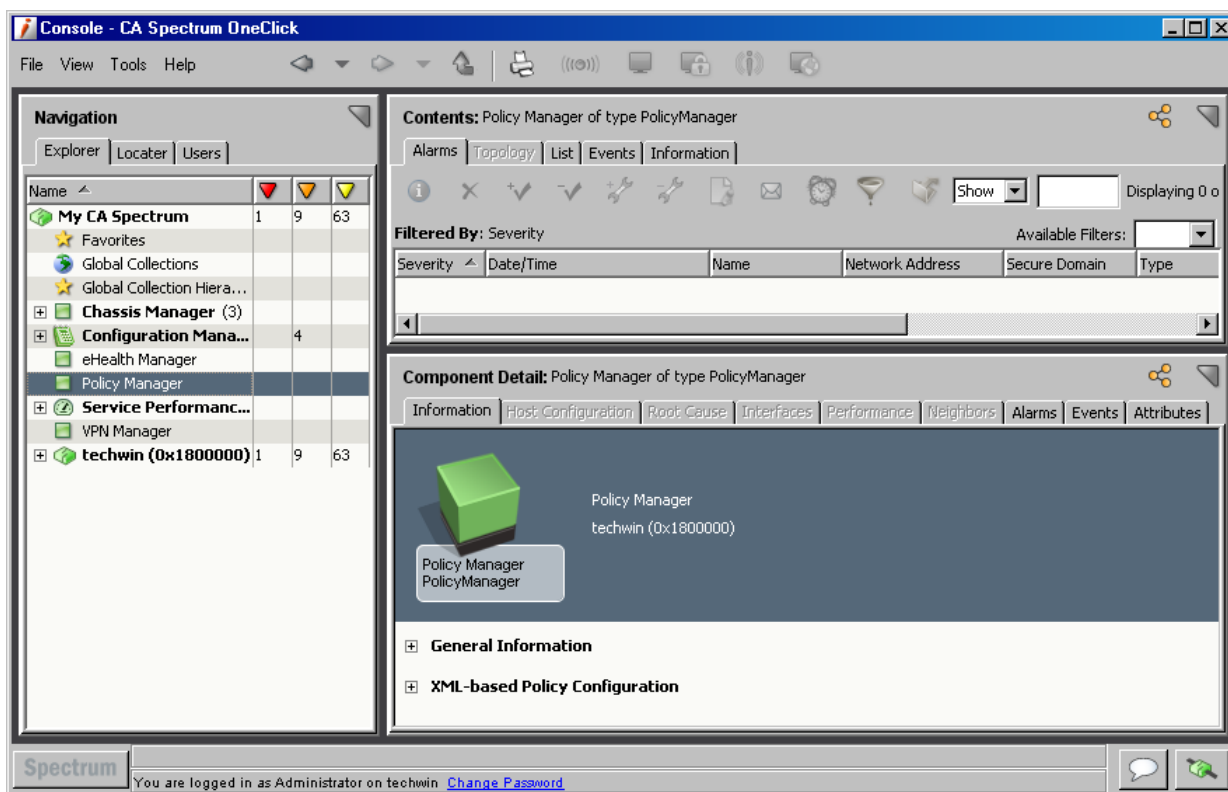 Console - CA Spectrum OneClick
File View Tools Help
Navigation
Explorer Locater Users
Name
My CA Spectrum 1 9 63
Favorites
Global Collections
Global Collection Hiera...
Chassis Manager (3)
Configuration Mana... 4
eHealth Manager
Policy Manager
Service Performanc...
VPN Manager
techwin (0x1800000) 1 9 63
Contents: Policy Manager of type PolicyManager
Alarms Topology List Events Information
Show Displaying 0 o
Filtered By: Severity Available Filters:
Severity Date/Time Name Network Address Secure Domain Type
Component Detail: Policy Manager of type PolicyManager
Information Host Configuration Root Cause Interfaces Performance Neighbors Alarms Events Attributes
Policy Manager
techwin (0x1800000)
Policy Manager
PolicyManager
General Information
XML-based Policy Configuration
Spectrum
You are logged in as Administrator on techwin Change Password